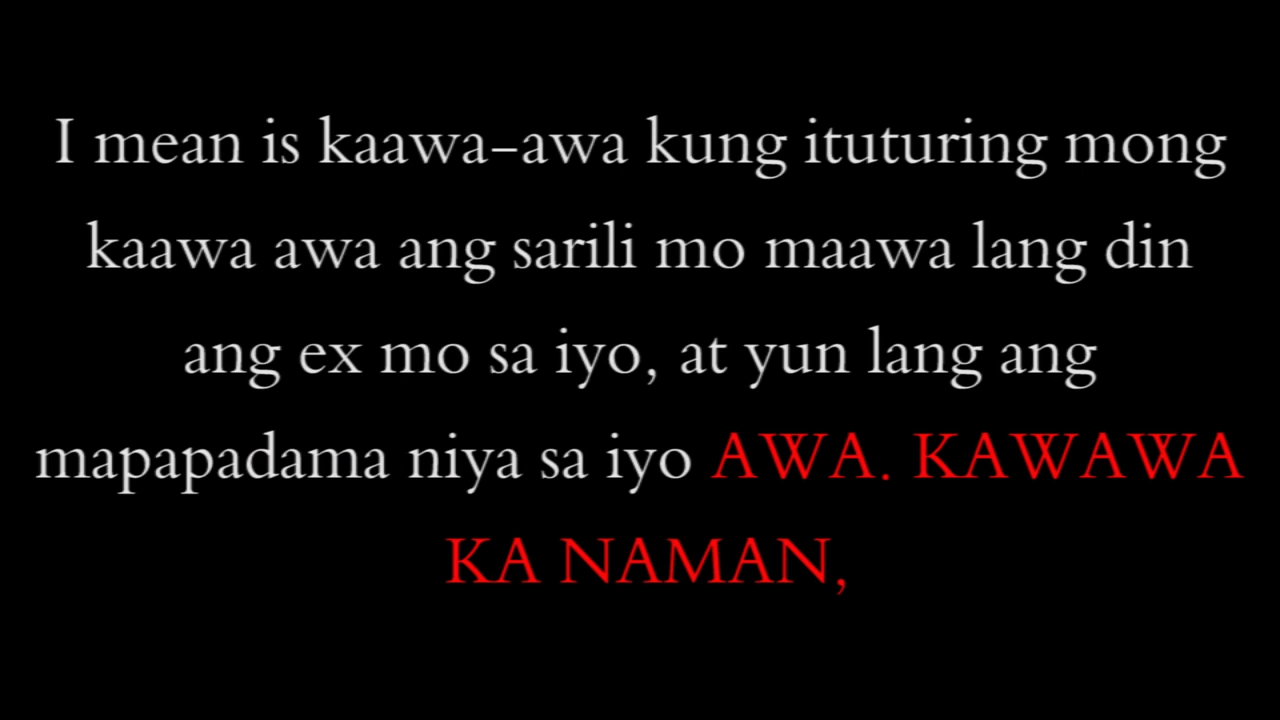 I mean is kaawa-awa kung ituturing mong
kaawa awa ang sarili mo maawa lang din
ang ex mo sa iyo, at yun lang ang
mapapadama niya sa iyo AWA. KAWAWA
KA NAMAN,